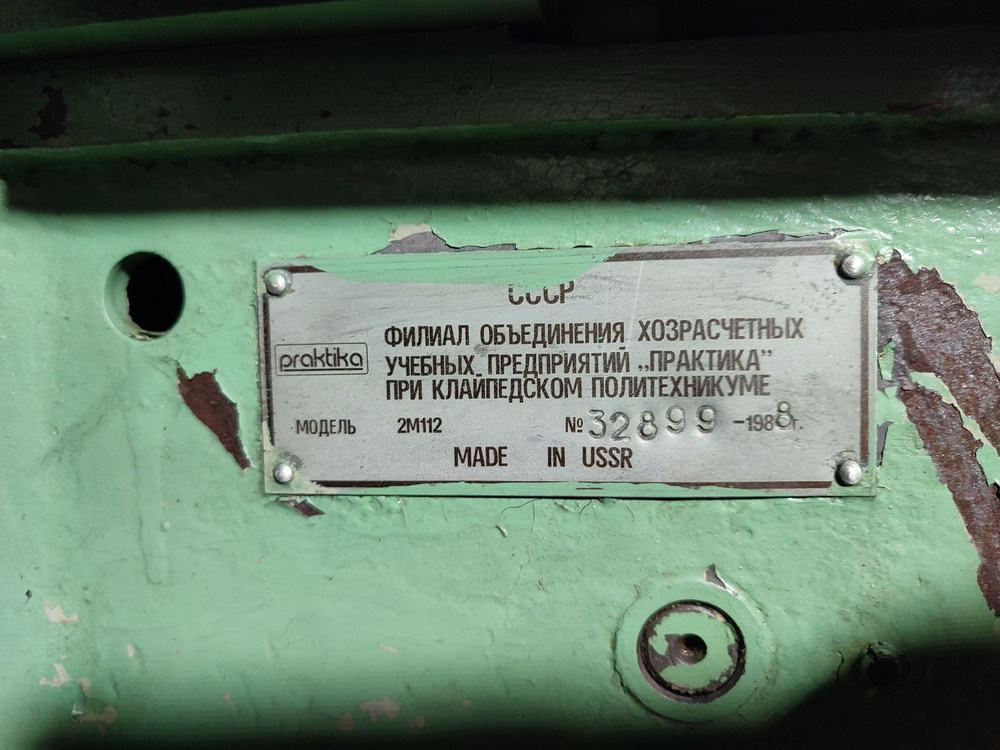 СССР
praktika
ФИЛИАЛ ОБЪЕДИНЕНИЯ ХОЗРАСЧЕТНЫХ
УЧЕБНЫХ ПРЕДПРИЯТИЙ „ПРАКТИКА”
ПРИ КЛАЙПЕДСКОМ ПОЛИТЕХНИКУМЕ
МОДЕЛЬ 2М112 № 32899 -1988г.
MADE IN USSR